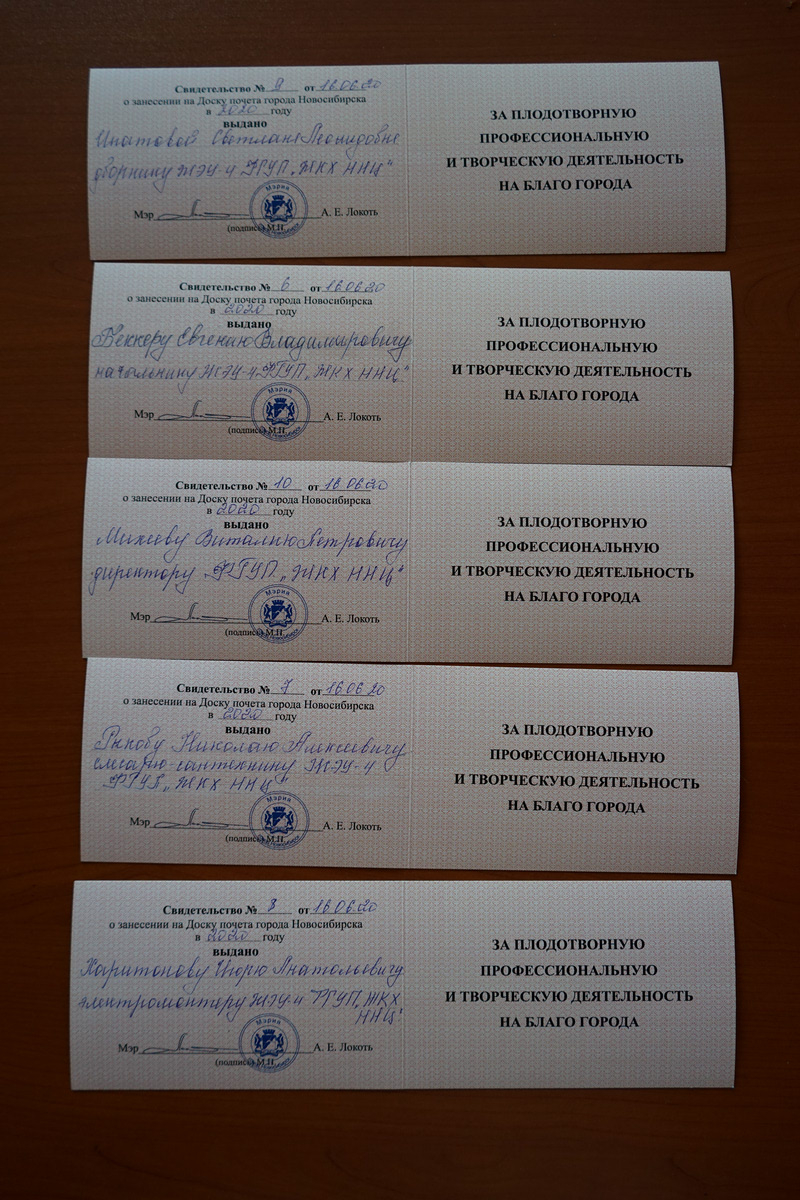 Свидетельство № 9 от 16.06.20
о занесении на Доску почета города Новосибирска
в 2020 году
выдано
Ипатовой Светлане Леонидовне
дворнику ЖЭУ-4 ФГУП „ЖКХ ННЦ"
Мэрия
Мэр А. Е. Локоть
(подпись) М.П.
ЗА ПЛОДОТВОРНУЮ
ПРОФЕССИОНАЛЬНУЮ
И ТВОРЧЕСКУЮ ДЕЯТЕЛЬНОСТЬ
НА БЛАГО ГОРОДА
Свидетельство № 6 от 16.06.20
о занесении на Доску почета города Новосибирска
в 2020 году
выдано
Беккеру Евгению Владимировичу
начальнику ЖЭУ-4 ФГУП „ЖКХ ННЦ"
Мэрия
Мэр А. Е. Локоть
(подпись) М.П.
ЗА ПЛОДОТВОРНУЮ
ПРОФЕССИОНАЛЬНУЮ
И ТВОРЧЕСКУЮ ДЕЯТЕЛЬНОСТЬ
НА БЛАГО ГОРОДА
Свидетельство № 10 от 16.06.20
о занесении на Доску почета города Новосибирска
в 2020 году
выдано
Михееву Виталию Петровичу
директору ФГУП „ЖКХ ННЦ"
Мэрия
Мэр А. Е. Локоть
(подпись) М.П.
ЗА ПЛОДОТВОРНУЮ
ПРОФЕССИОНАЛЬНУЮ
И ТВОРЧЕСКУЮ ДЕЯТЕЛЬНОСТЬ
НА БЛАГО ГОРОДА
Свидетельство № 7 от 16.06.20
о занесении на Доску почета города Новосибирска
в 2020 году
выдано
Рыкову Николаю Алексеевичу
слесарю-сантехнику ЖЭУ-4
ФГУП „ЖКХ ННЦ"
Мэрия
Мэр А. Е. Локоть
(подпись) М.П.
ЗА ПЛОДОТВОРНУЮ
ПРОФЕССИОНАЛЬНУЮ
И ТВОРЧЕСКУЮ ДЕЯТЕЛЬНОСТЬ
НА БЛАГО ГОРОДА
Свидетельство № 8 от 16.06.20
о занесении на Доску почета города Новосибирска
в 2020 году
выдано
Харитонову Игорю Анатольевичу
электромонтеру ЖЭУ-4 ФГУП „ЖКХ
ННЦ"
Мэрия
Мэр А. Е. Локоть
(подпись) М.П.
ЗА ПЛОДОТВОРНУЮ
ПРОФЕССИОНАЛЬНУЮ
И ТВОРЧЕСКУЮ ДЕЯТЕЛЬНОСТЬ
НА БЛАГО ГОРОДА